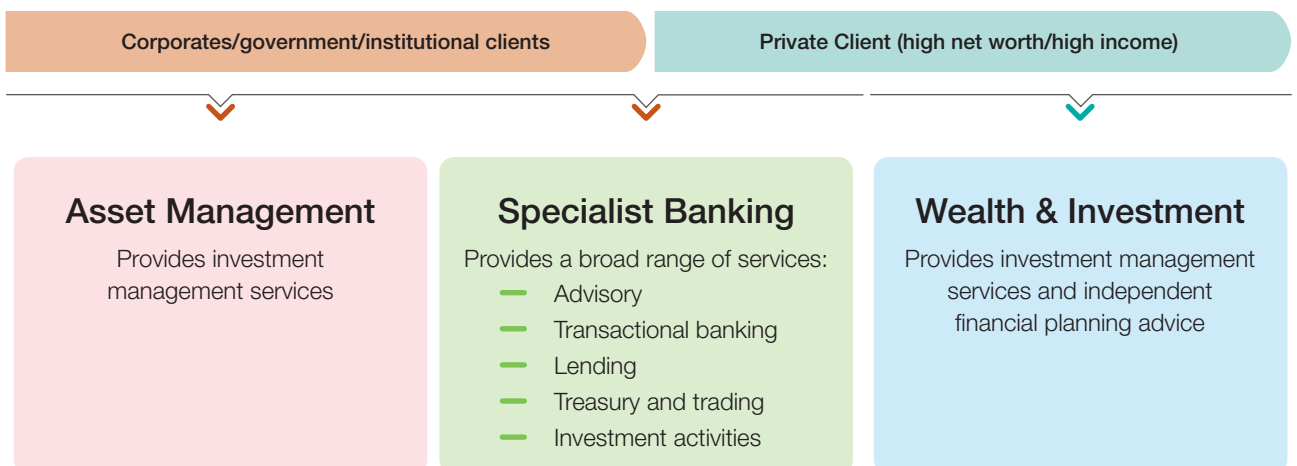 Corporates/government/institutional clients
Private Client (high net worth/high income)
Asset Management
Provides investment
management services
Specialist Banking
Provides a broad range of services:
Advisory
Transactional banking
Lending
Treasury and trading
Investment activities
Wealth & Investment
Provides investment management
services and independent
financial planning advice